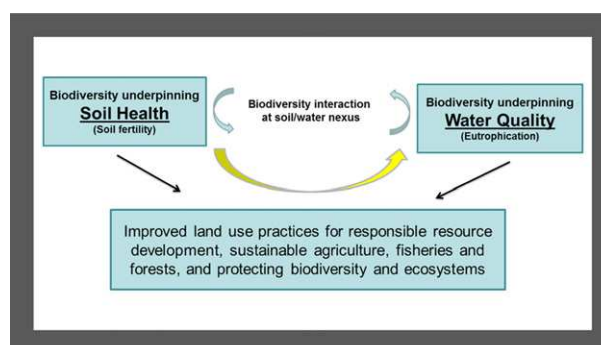 Biodiversity underpinning
Soil Health
(Soil fertility)
Biodiversity interaction
at soil/water nexus
Biodiversity underpinning
Water Quality
(Eutrophication)
Improved land use practices for responsible resource
development, sustainable agriculture, fisheries and
forests, and protecting biodiversity and ecosystems